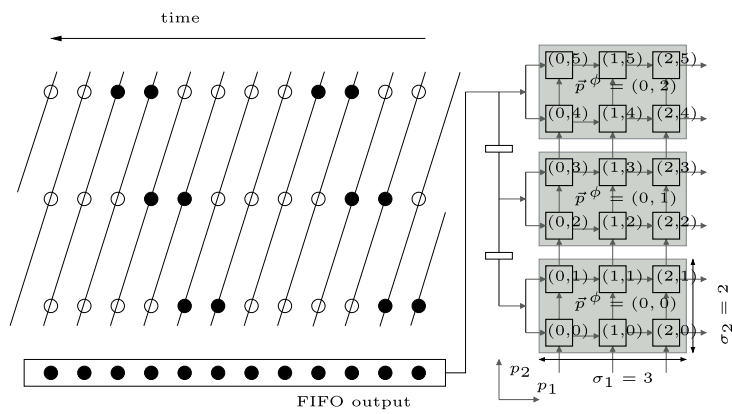 time
(0,5) (1,5) (2,5)
p⃗^ϕ = (0, 2)
(0,4) (1,4) (2,4)
(0,3) (1,3) (2,3)
p⃗^ϕ = (0, 1)
(0,2) (1,2) (2,2)
(0,1) (1,1) (2,1)
p⃗^ϕ = (0, 0)
(0,0) (1,0) (2,0)
σ₂ = 2
p₂
p₁
σ₁ = 3
FIFO output